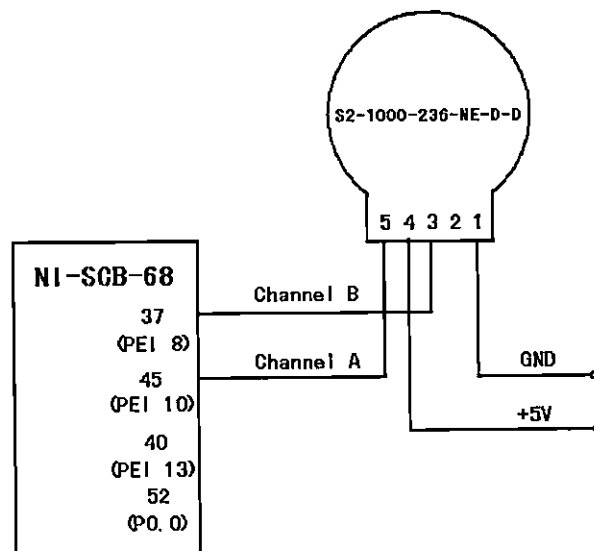 S2-1000-236-NE-D-D
5 4 3 2 1
NI-SCB-68
37
(PEI 8)
Channel B
45
(PEI 10)
Channel A
GND
40
(PEI 13)
+5V
52
(P0.0)